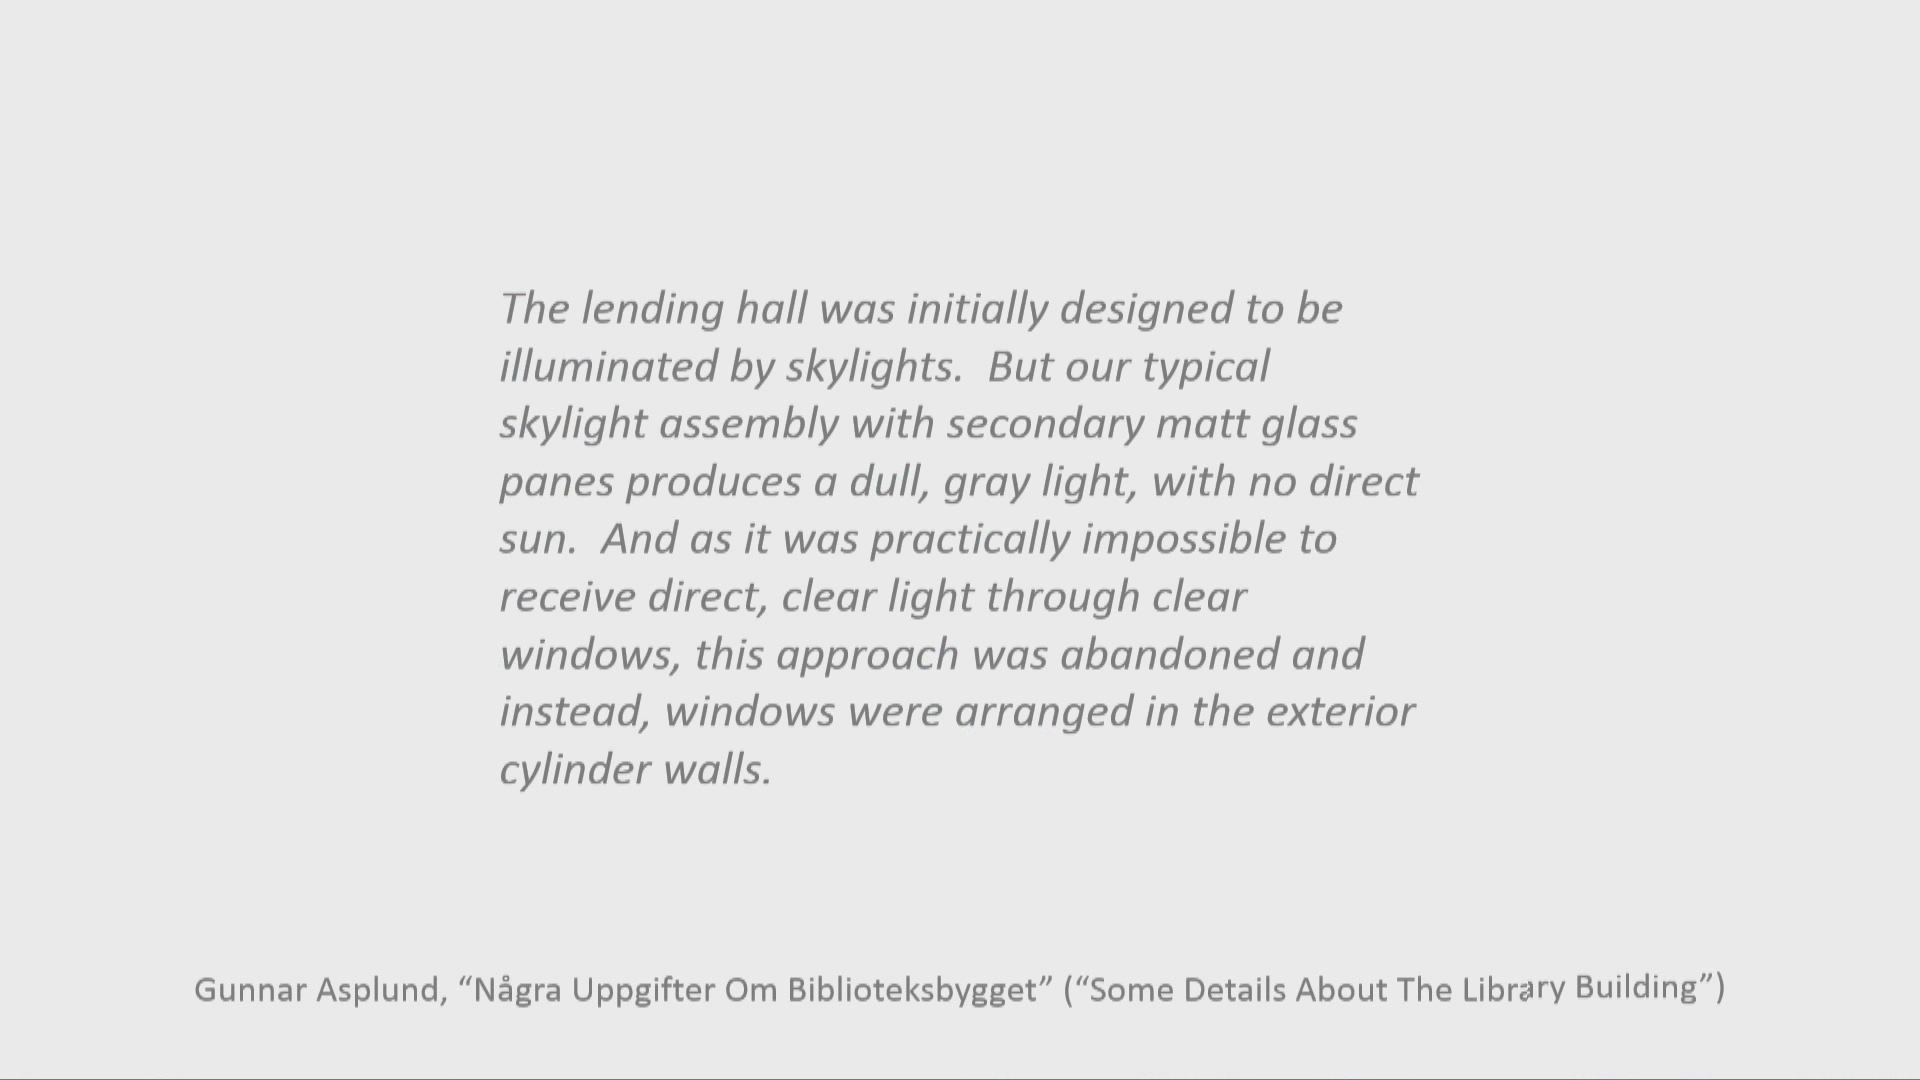 The lending hall was initially designed to be
illuminated by skylights.  But our typical
skylight assembly with secondary matt glass
panes produces a dull, gray light, with no direct
sun.  And as it was practically impossible to
receive direct, clear light through clear
windows, this approach was abandoned and
instead, windows were arranged in the exterior
cylinder walls.
Gunnar Asplund, “Några Uppgifter Om Biblioteksbygget” (“Some Details About The Library Building”)